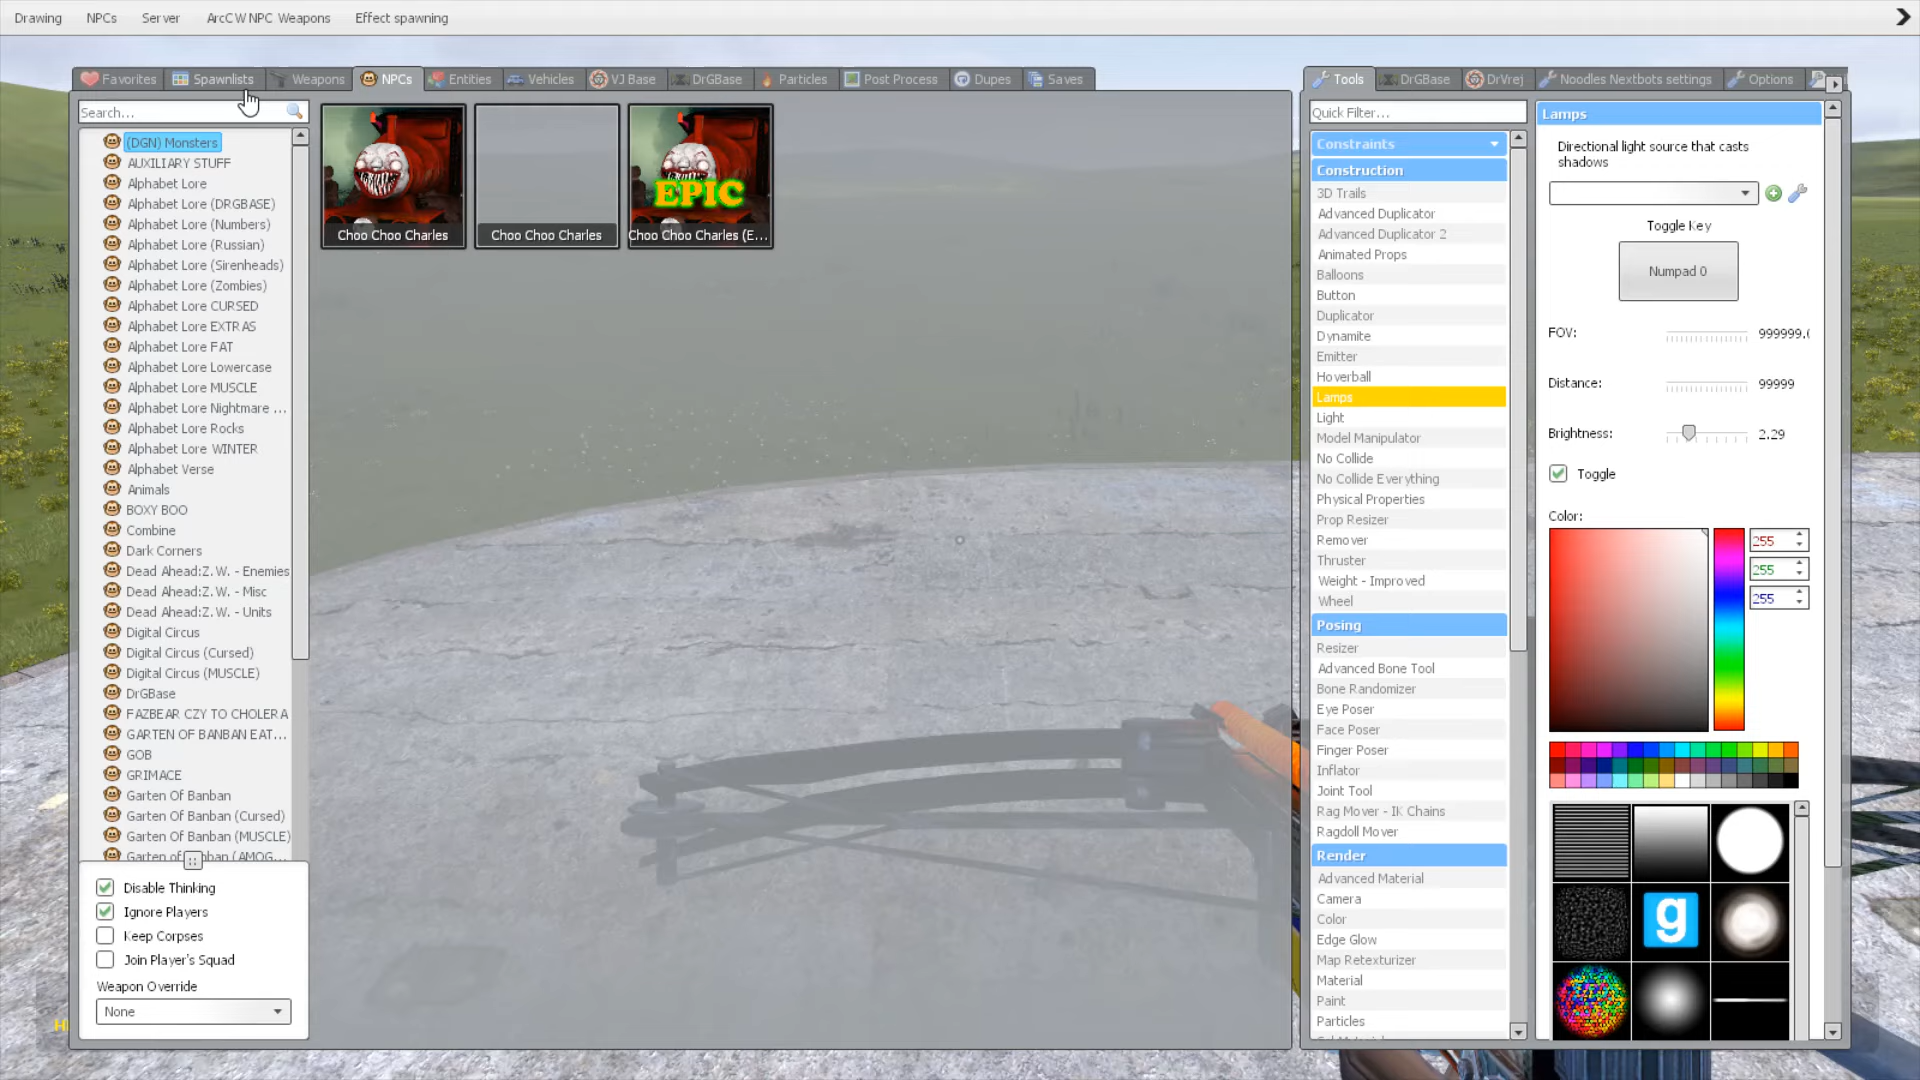 Drawing NPCs Server ArcCW NPC Weapons Effect spawning
Favorites Spawnlists Weapons NPCs Entities Vehicles VJ Base DrGBase Particles Post Process Dupes Saves
Search...
(DGN) Monsters
AUXILIARY STUFF
Alphabet Lore
Alphabet Lore (DRGBASE)
Alphabet Lore (Numbers)
Alphabet Lore (Russian)
Alphabet Lore (Sirenheads)
Alphabet Lore (Zombies)
Alphabet Lore CURSED
Alphabet Lore EXTRAS
Alphabet Lore FAT
Alphabet Lore Lowercase
Alphabet Lore MUSCLE
Alphabet Lore Nightmare ...
Alphabet Lore Rocks
Alphabet Lore WINTER
Alphabet Verse
Animals
BOXY BOO
Combine
Dark Corners
Dead Ahead:Z.W. - Enemies
Dead Ahead:Z.W. - Misc
Dead Ahead:Z.W. - Units
Digital Circus
Digital Circus (Cursed)
Digital Circus (MUSCLE)
DrGBase
FAZBEAR CZY TO CHOLERA
GARTEN OF BANBAN EAT...
GOB
GRIMACE
Garten Of Banban
Garten Of Banban (Cursed)
Garten Of Banban (MUSCLE)
Disable Thinking
Ignore Players
Keep Corpses
Join Player's Squad
Weapon Override
None
EPIC
Choo Choo Charles
Choo Choo Charles
Choo Choo Charles (E...
Tools DrGBase DrVrej Noodles Nextbots settings Options
Quick Filter...
Constraints
Construction
3D Trails
Advanced Duplicator
Advanced Duplicator 2
Animated Props
Balloons
Button
Duplicator
Dynamite
Emitter
Hoverball
Lamps
Light
Model Manipulator
No Collide
No Collide Everything
Physical Properties
Prop Resizer
Remover
Thruster
Weight - Improved
Wheel
Posing
Resizer
Advanced Bone Tool
Bone Randomizer
Eye Poser
Face Poser
Finger Poser
Inflator
Joint Tool
Rag Mover - IK Chains
Ragdoll Mover
Render
Advanced Material
Camera
Color
Edge Glow
Map Retexturizer
Material
Paint
Particles
Lamps
Directional light source that casts
shadows
Toggle Key
Numpad 0
FOV: 999999.
Distance: 99999
Brightness: 2.29
Toggle
Color:
255
255
255
g